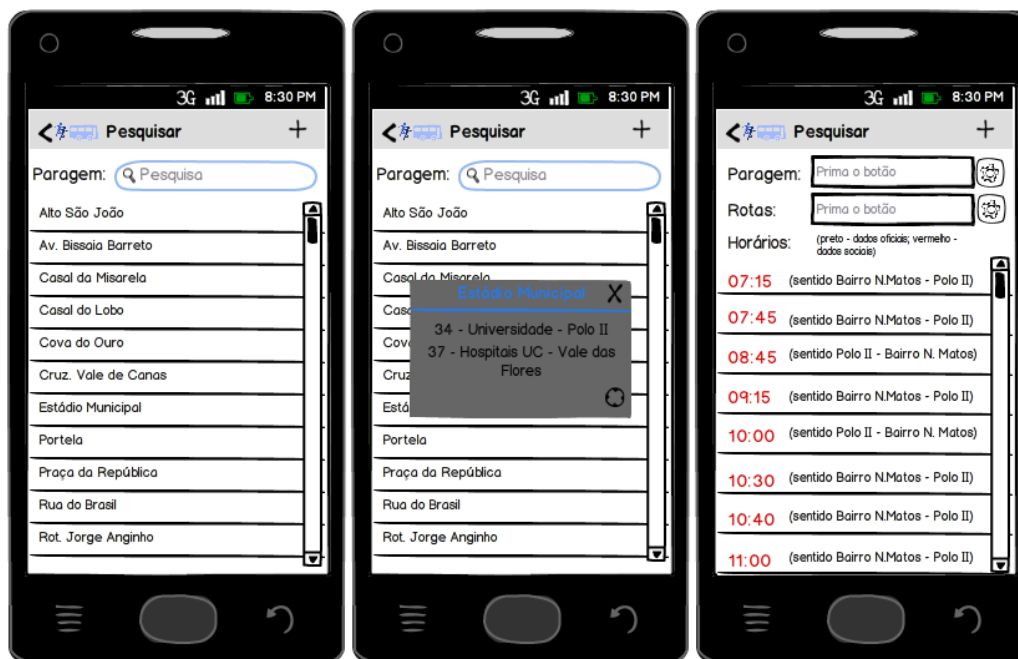 3G 8:30 PM
Pesquisar +
Paragem: Pesquisa
Alto São João
Av. Bissaia Barreto
Casal da Misarela
Casal do Lobo
Cova do Ouro
Cruz. Vale de Canas
Estádio Municipal
Portela
Praça da República
Rua do Brasil
Rot. Jorge Anginho
3G 8:30 PM
Pesquisar +
Paragem: Pesquisa
Alto São João
Av. Bissaia Barreto
Casal da Misarela
Estádio Municipal X
34 - Universidade - Polo II
37 - Hospitais UC - Vale das
Flores
Casa
Cova
Cruz
Está
Portela
Praça da República
Rua do Brasil
Rot. Jorge Anginho
3G 8:30 PM
Pesquisar +
Paragem: Prima o botão
Rotas: Prima o botão
Horários: (preto - dados oficiais; vermelho -
dados sociais)
07:15 (sentido Bairro N.Matos - Polo II)
07:45 (sentido Bairro N.Matos - Polo II)
08:45 (sentido Polo II - Bairro N. Matos)
09:15 (sentido Bairro N.Matos - Polo II)
10:00 (sentido Polo II - Bairro N. Matos)
10:30 (sentido Bairro N.Matos - Polo II)
10:40 (sentido Bairro N.Matos - Polo II)
11:00 (sentido Bairro N.Matos - Polo II)